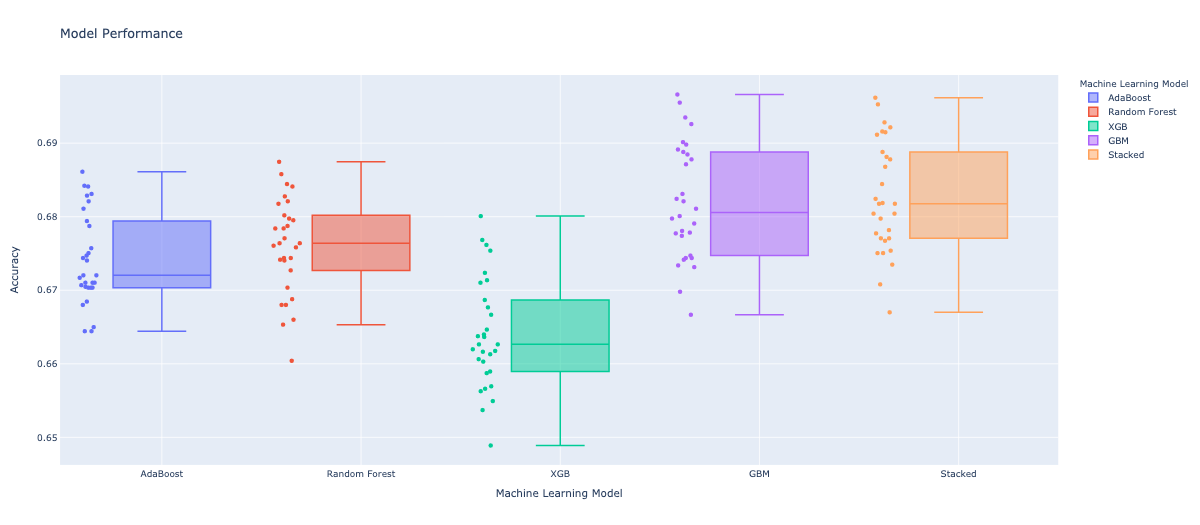 Model Performance
Machine Learning Model
AdaBoost
Random Forest
XGB
GBM
Stacked
Accuracy
0.69
0.68
0.67
0.66
0.65
AdaBoost
Random Forest
XGB
GBM
Stacked
Machine Learning Model